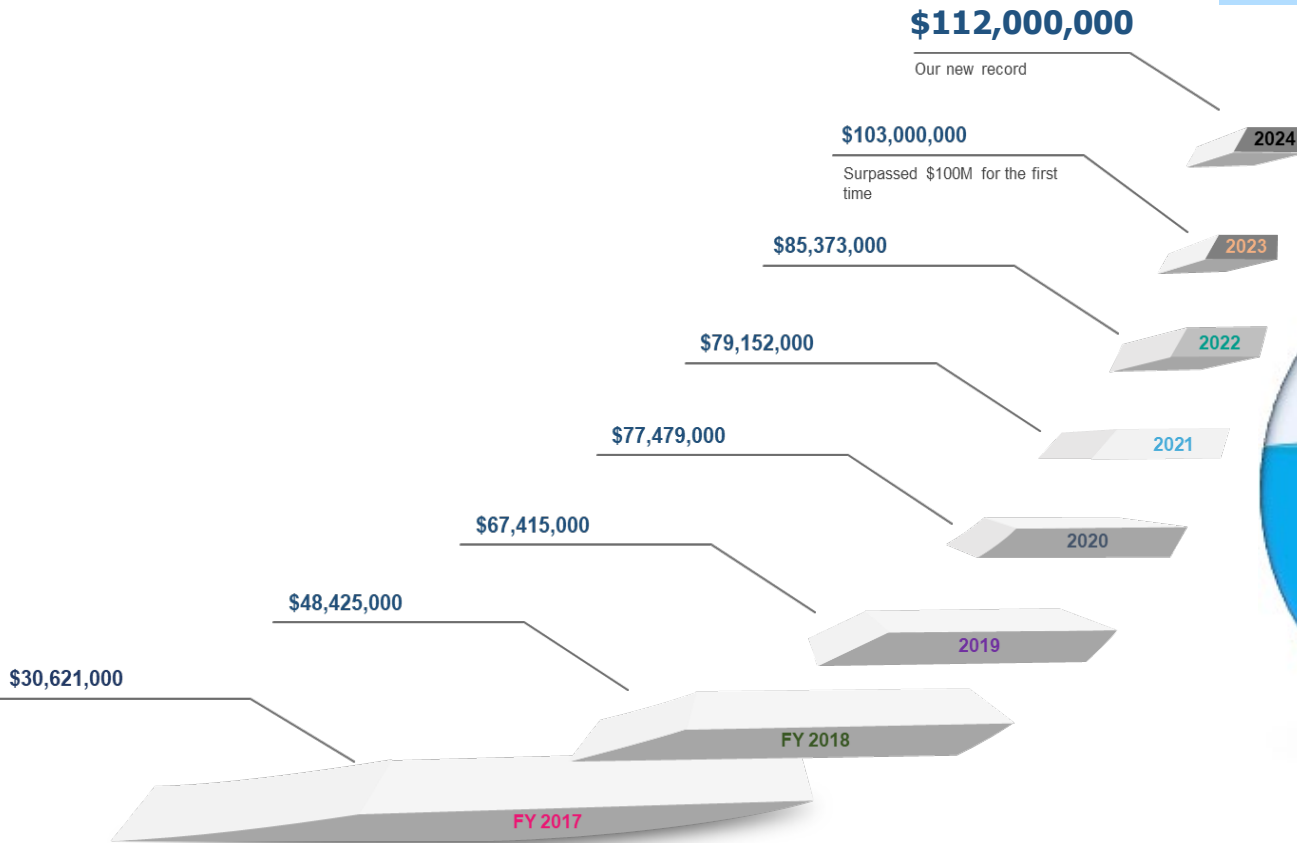 $112,000,000
Our new record
2024
$103,000,000
Surpassed $100M for the first
time
2023
$85,373,000
2022
$79,152,000
2021
$77,479,000
2020
$67,415,000
2019
$48,425,000
FY 2018
$30,621,000
FY 2017